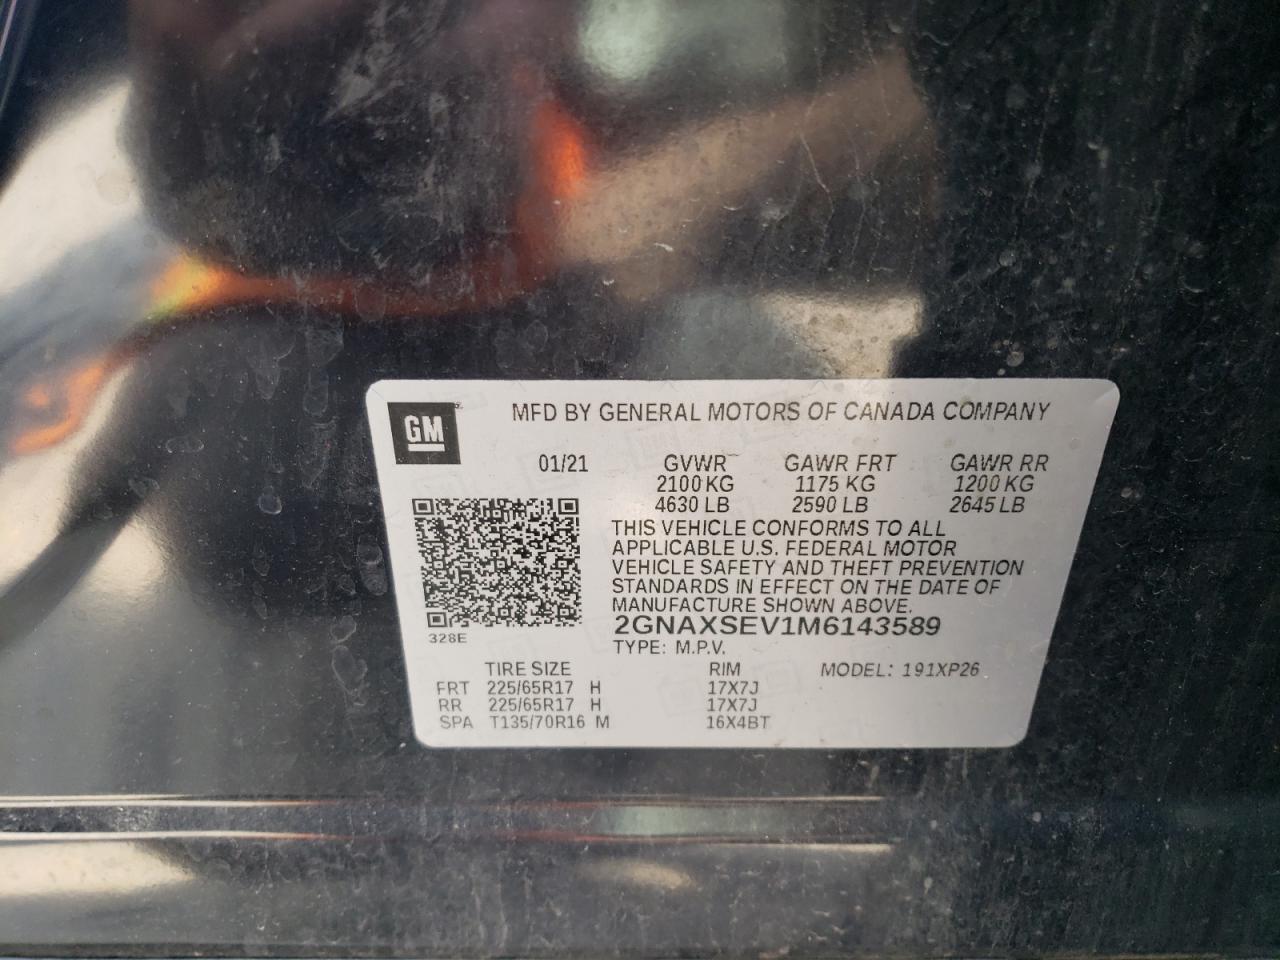 GM
MFD BY GENERAL MOTORS OF CANADA COMPANY
01/21 GVWR GAWR FRT GAWR RR
2100 KG 1175 KG 1200 KG
4630 LB 2590 LB 2645 LB
THIS VEHICLE CONFORMS TO ALL
APPLICABLE U.S. FEDERAL MOTOR
VEHICLE SAFETY AND THEFT PREVENTION
STANDARDS IN EFFECT ON THE DATE OF
MANUFACTURE SHOWN ABOVE.
2GNAXSEV1M6143589
328E
TYPE: M.P.V.
TIRE SIZE RIM MODEL: 191XP26
FRT 225/65R17 H 17X7J
RR 225/65R17 H 17X7J
SPA T135/70R16 M 16X4BT